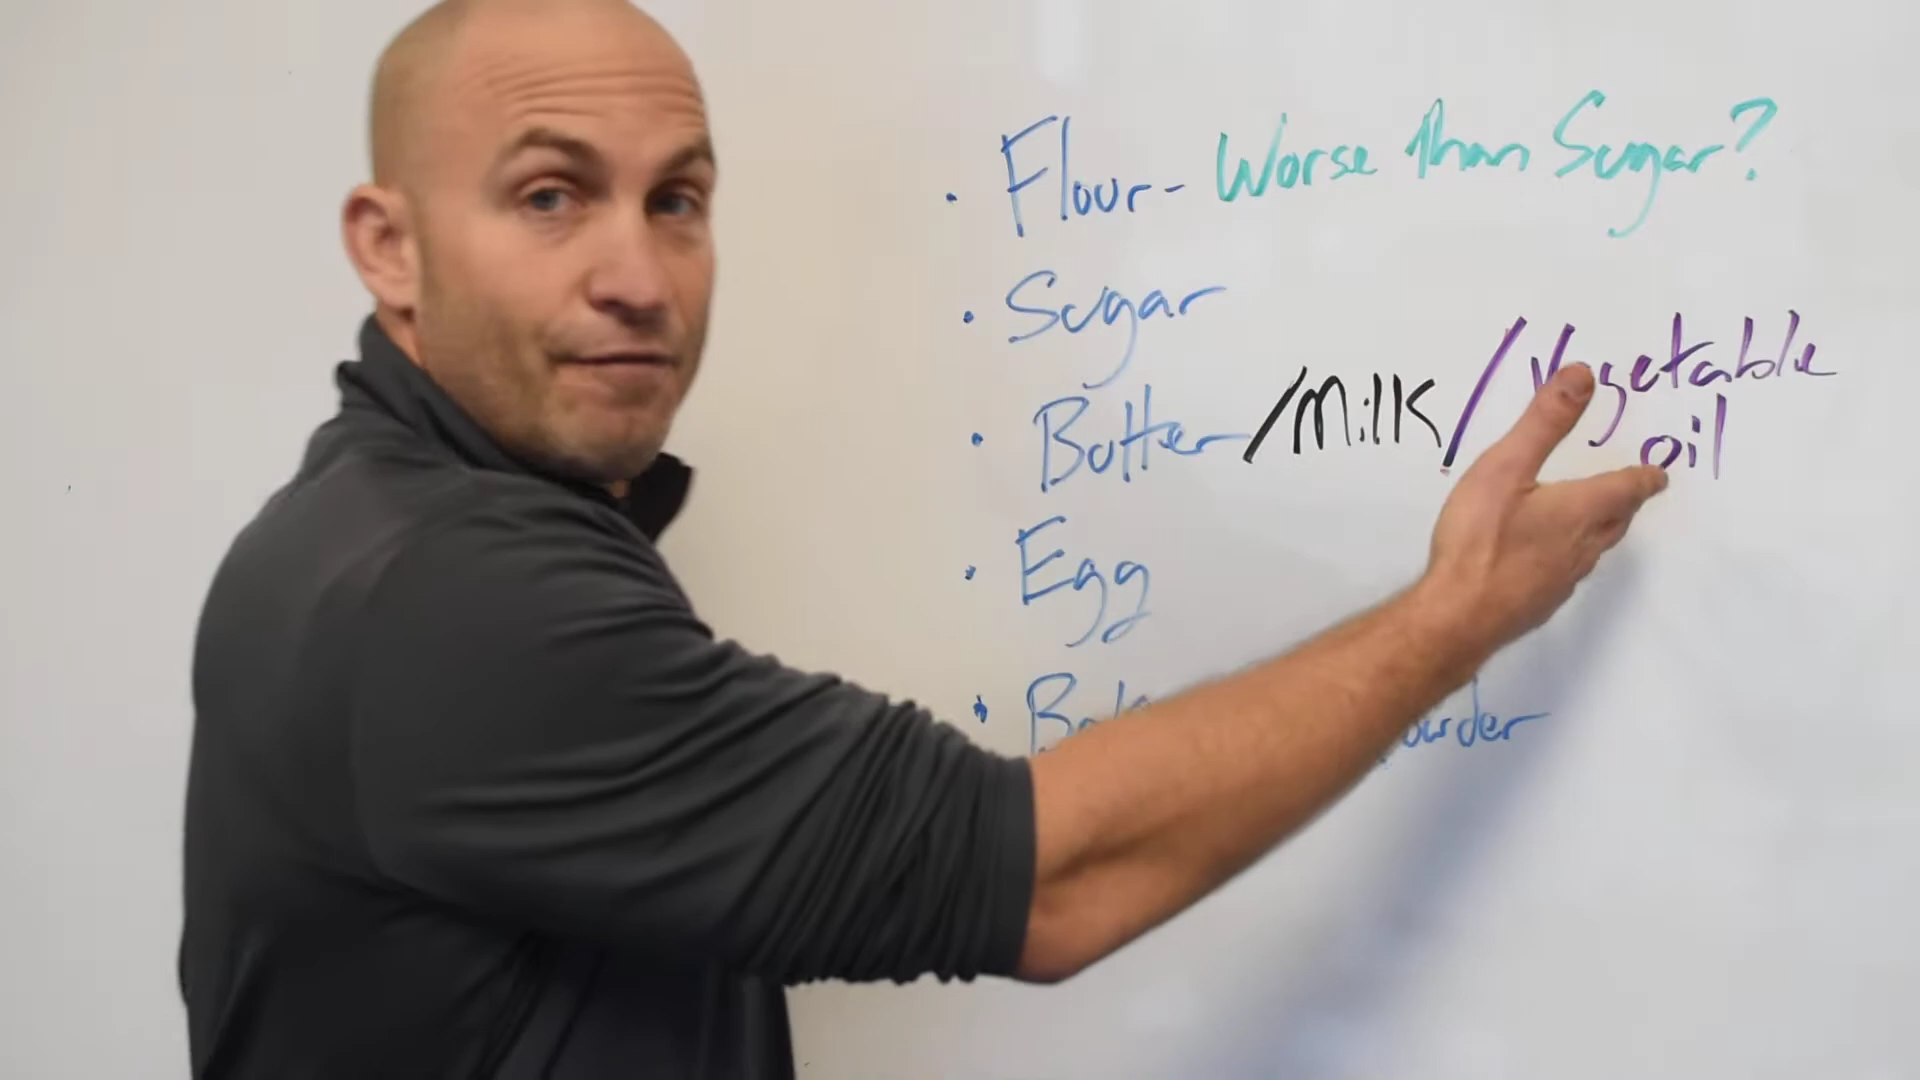 • Flour - Worse Than Sugar?
• Sugar
• Butter /Milk / Vegetable
oil
• Egg
•